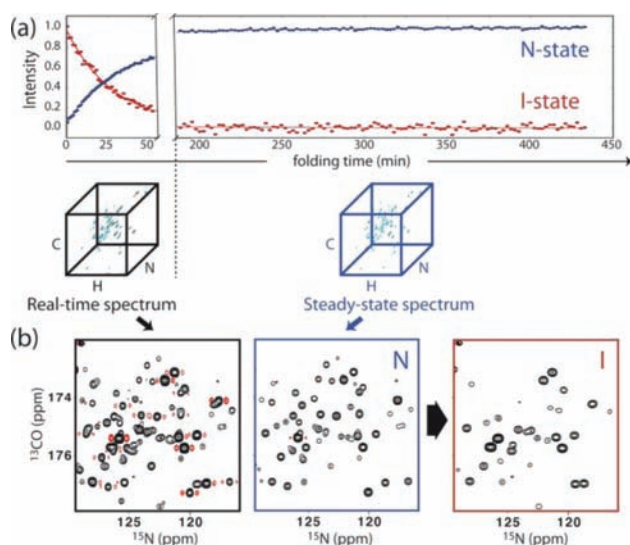 (a)
Intensity
1.0
0.8
0.6
0.4
0.2
0.0
N-state
I-state
0 25 50 200 250 300 350 400 450
folding time (min)
C
H
N
C
H
N
Real-time spectrum
Steady-state spectrum
(b)
N
I
174
176
¹³CO (ppm)
125 120 125 120 125 120
¹⁵N (ppm) ¹⁵N (ppm) ¹⁵N (ppm)